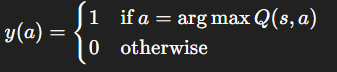 y(a) = { 1 if a = arg max Q(s, a)
0 otherwise